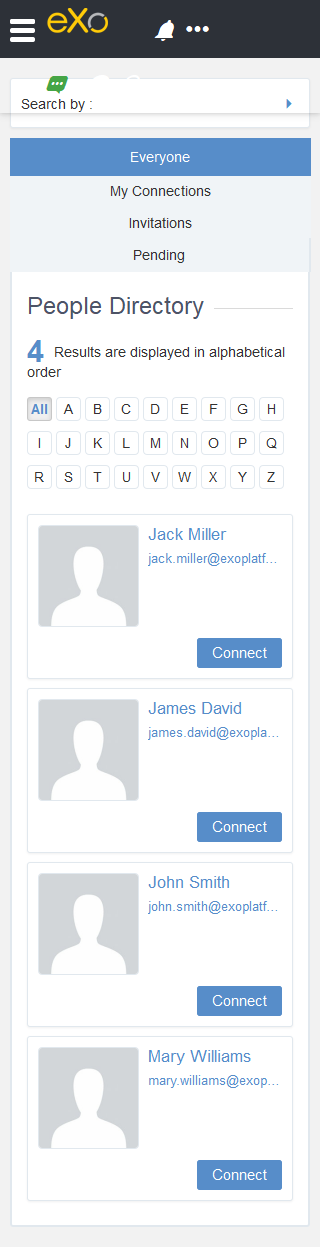 eXo
Search by :
Everyone
My Connections
Invitations
Pending
People Directory
4 Results are displayed in alphabetical
order
All A B C D E F G H
I J K L M N O P Q
R S T U V W X Y Z
Jack Miller
jack.miller@exoplatf...
Connect
James David
james.david@exopla...
Connect
John Smith
john.smith@exoplatf...
Connect
Mary Williams
mary.williams@exop...
Connect